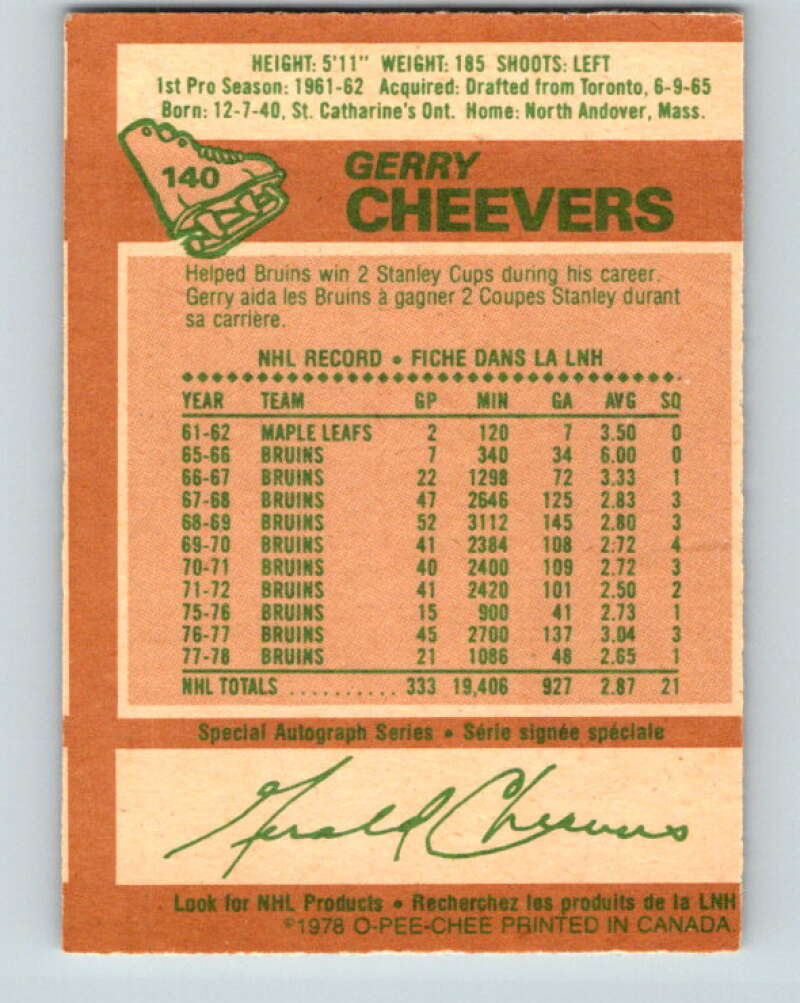 HEIGHT: 5'11" WEIGHT: 185 SHOOTS: LEFT
1st Pro Season: 1961-62 Acquired: Drafted from Toronto, 6-9-65
Born: 12-7-40, St. Catharine's Ont. Home: North Andover, Mass.
140
GERRY
CHEEVERS
Helped Bruins win 2 Stanley Cups during his career.
Gerry aida les Bruins à gagner 2 Coupes Stanley durant
sa carrière.
NHL RECORD • FICHE DANS LA LNH
YEAR TEAM GP MIN GA AVG SO
61-62 MAPLE LEAFS 2 120 7 3.50 0
65-66 BRUINS 7 340 34 6.00 0
66-67 BRUINS 22 1298 72 3.33 1
67-68 BRUINS 47 2646 125 2.83 3
68-69 BRUINS 52 3112 145 2.80 3
69-70 BRUINS 41 2384 108 2.72 4
70-71 BRUINS 40 2400 109 2.72 3
71-72 BRUINS 41 2420 101 2.50 2
75-76 BRUINS 15 900 41 2.73 1
76-77 BRUINS 45 2700 137 3.04 3
77-78 BRUINS 21 1086 48 2.65 1
NHL TOTALS .......... 333 19,406 927 2.87 21
Special Autograph Series • Série signée spéciale
Gerald Cheevers
Look for NHL Products • Recherchez les produits de la LNH
©1978 O-PEE-CHEE PRINTED IN CANADA